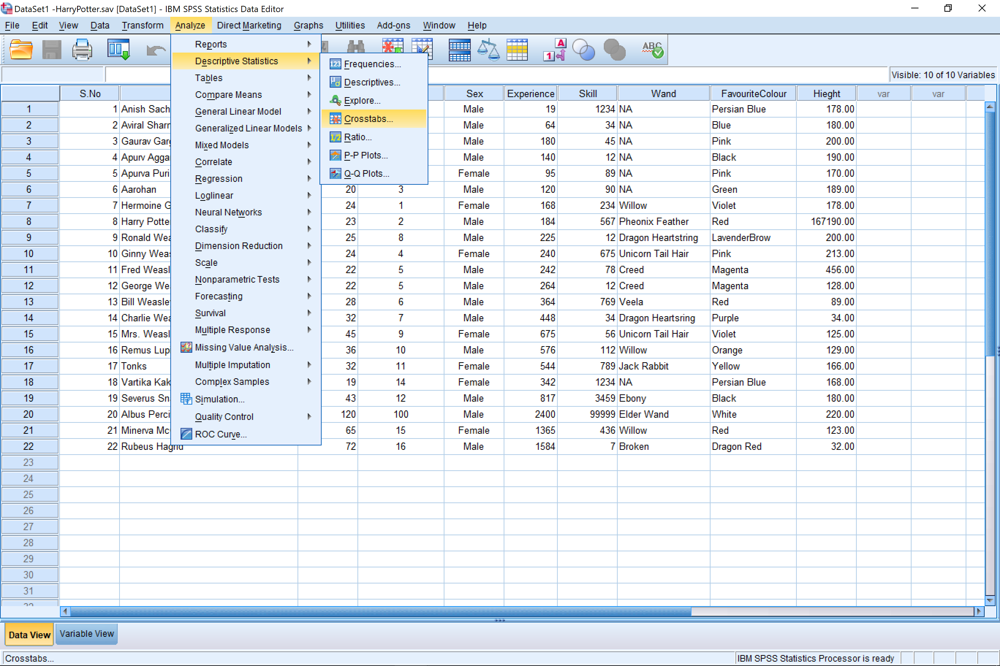 DataSet1 -HarryPotter.sav [DataSet1] - IBM SPSS Statistics Data Editor
File Edit View Data Transform Analyze Direct Marketing Graphs Utilities Add-ons Window Help
Visible: 10 of 10 Variables
Reports
Descriptive Statistics
Tables
Compare Means
General Linear Model
Generalized Linear Models
Mixed Models
Correlate
Regression
Loglinear
Neural Networks
Classify
Dimension Reduction
Scale
Nonparametric Tests
Forecasting
Survival
Multiple Response
Missing Value Analysis...
Multiple Imputation
Complex Samples
Simulation...
Quality Control
ROC Curve...
Frequencies...
Descriptives...
Explore...
Crosstabs...
Ratio...
P-P Plots...
Q-Q Plots...
S.No Sex Experience Skill Wand FavouriteColour Hieght var var
1 1 Anish Sach Male 19 1234 NA Persian Blue 178.00
2 2 Aviral Male 64 34 NA Blue 180.00
3 3 Gaurav Male 180 45 NA Pink 200.00
4 4 Apurv Agga Male 140 12 NA Black 190.00
5 5 Apurva Puri Female 95 89 NA Pink 170.00
6 6 Aarohan 20 3 Male 120 90 NA Green 189.00
7 7 Hermoine G 24 1 Female 168 234 Willow Violet 178.00
8 8 Harry Potte 23 2 Male 184 567 Pheonix Feather Red 167190.00
9 9 Ronald Wea 25 8 Male 225 12 Dragon Heartstring LavenderBrow 200.00
10 10 Ginny Weas 24 4 Female 240 675 Unicorn Tail Hair Pink 213.00
11 11 Fred Weasl 22 5 Male 242 78 Creed Magenta 456.00
12 12 George We 22 5 Male 264 12 Creed Magenta 128.00
13 13 Bill Weasle 28 6 Male 364 769 Veela Red 89.00
14 14 Charlie Wea 32 7 Male 448 34 Dragon Heartsring Purple 34.00
15 15 Mrs. Weasl 45 9 Female 675 56 Unicorn Tail Hair Violet 125.00
16 16 Remus Lup 36 10 Male 576 112 Willow Orange 129.00
17 17 Tonks 32 11 Female 544 789 Jack Rabbit Yellow 166.00
18 18 Vartika Kak 19 14 Female 342 1234 NA Persian Blue 168.00
19 19 Severus Sn 43 12 Male 817 3459 Ebony Black 180.00
20 20 Albus Perci 120 100 Male 2400 99999 Elder Wand White 220.00
21 21 Minerva Mc 65 15 Female 1365 436 Willow Red 123.00
22 22 Rubeus Hagrid 72 16 Male 1584 7 Broken Dragon Red 32.00
23
24
25
26
27
28
29
30
31
Data View Variable View
Crosstabs... IBM SPSS Statistics Processor is ready